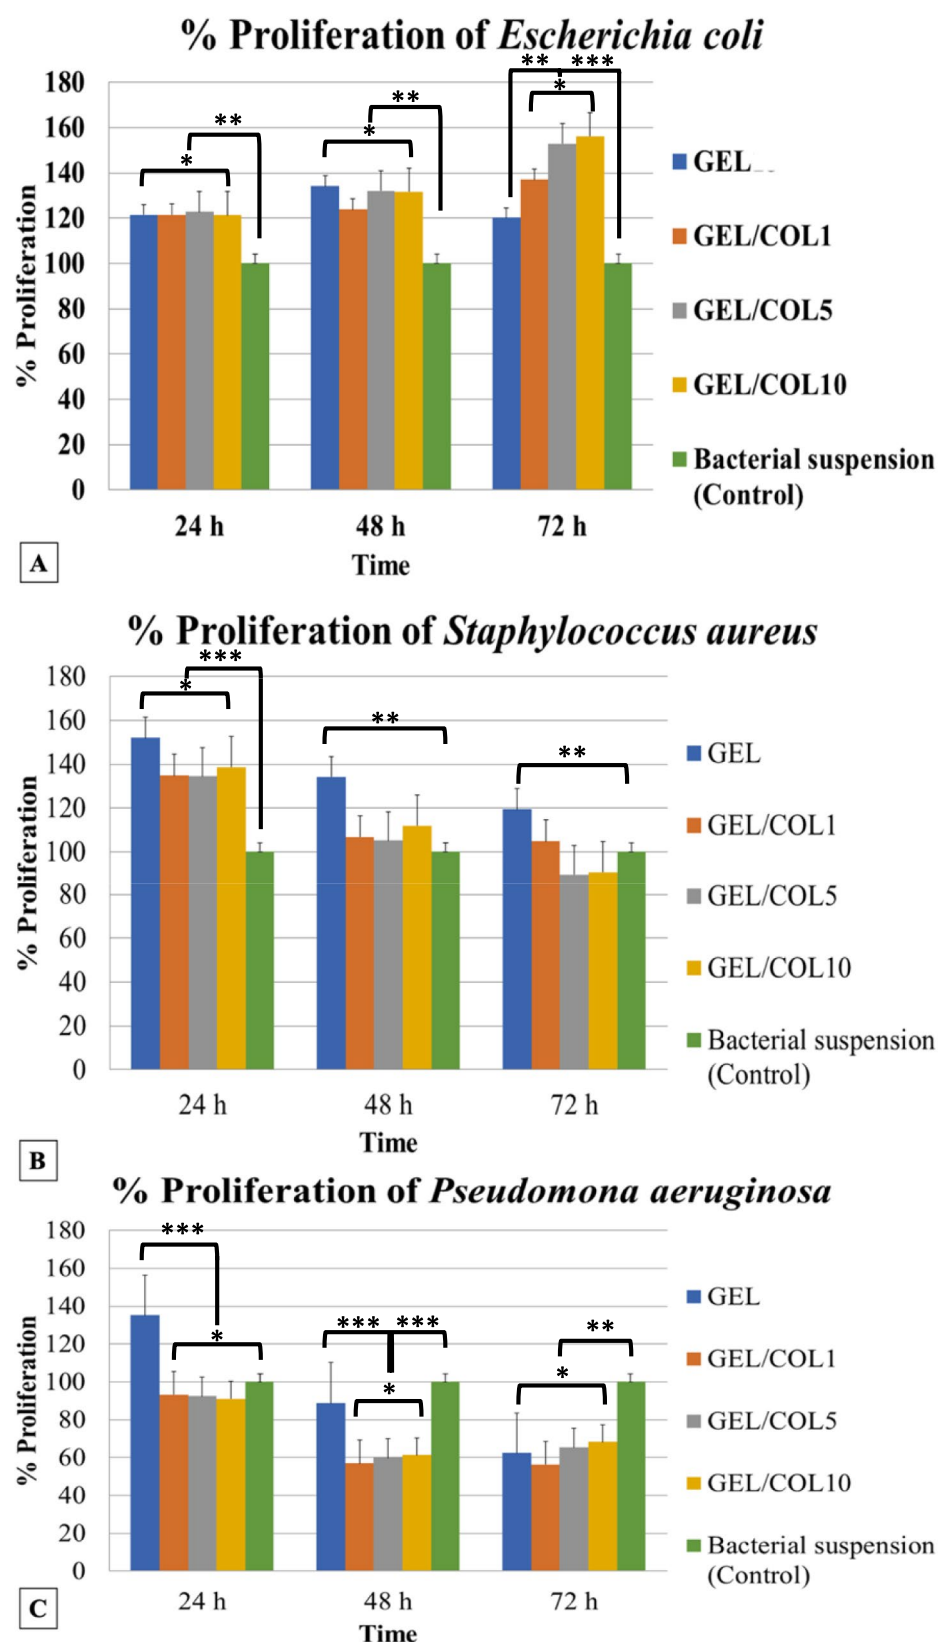 A
% Proliferation of Escherichia coli
** ***
*
**
*
**
*
180
160
140
120
100
80
60
40
20
0
% Proliferation
24 h 48 h 72 h
Time
GEL
GEL/COL1
GEL/COL5
GEL/COL10
Bacterial suspension
(Control)
A
% Proliferation of Staphylococcus aureus
***
*
**
**
180
160
140
120
100
80
60
40
20
0
% Proliferation
24 h 48 h 72 h
Time
GEL
GEL/COL1
GEL/COL5
GEL/COL10
Bacterial suspension
(Control)
B
% Proliferation of Pseudomona aeruginosa
***
*
*** ***
*
**
*
180
160
140
120
100
80
60
40
20
0
% Proliferation
24 h 48 h 72 h
Time
GEL
GEL/COL1
GEL/COL5
GEL/COL10
Bacterial suspension
(Control)
C